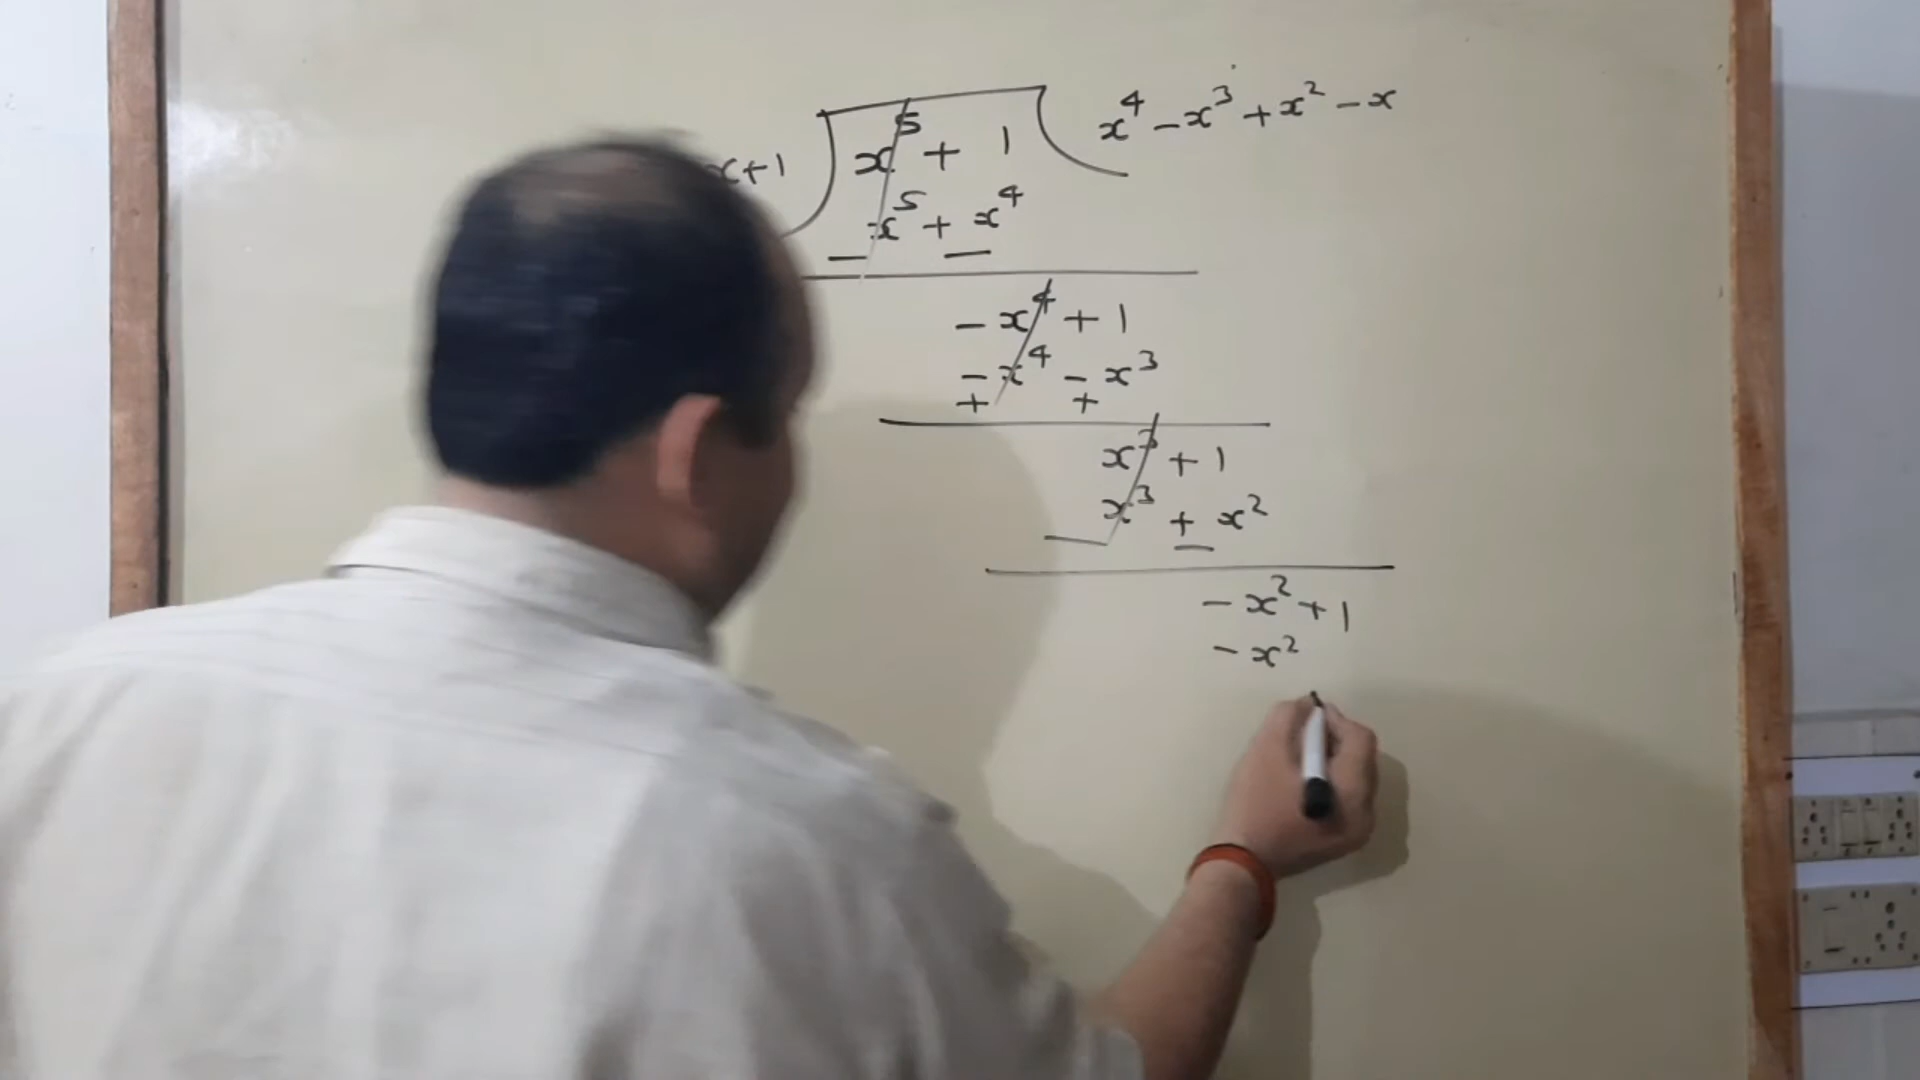 x+1 ) x⁵ + 1 ( x⁴ - x³ + x² - x
x⁵ + x⁴
- -
- x⁴ + 1
- x⁴ - x³
+ +
x³ + 1
x³ + x²
- -
- x² + 1
- x²